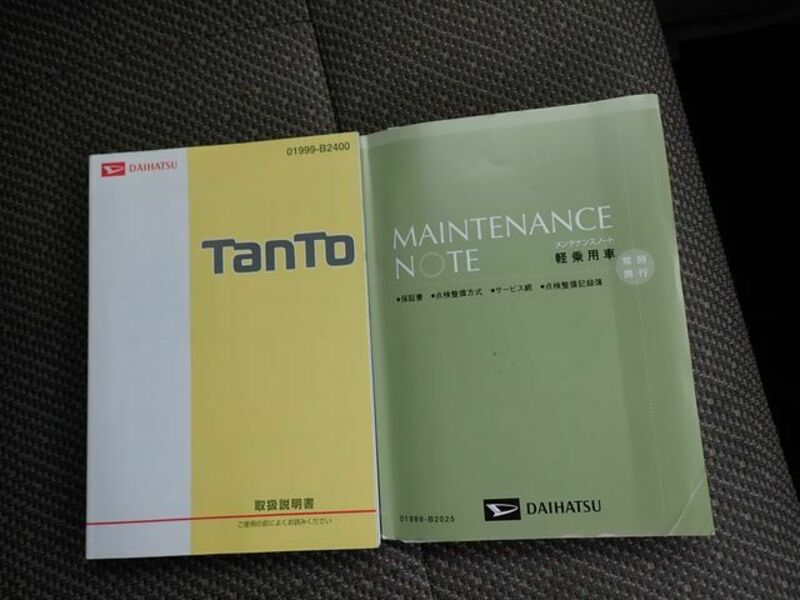 DAIHATSU
01999-B2400
TanTo
取扱説明書
ご使用の前によくお読みください
MAINTENANCE
NOTE
メンテナンスノート
軽乗用車
常時
携行
●保証書 ●点検整備方式 ●サービス網 ●点検整備記録簿
01989-B2025
DAIHATSU